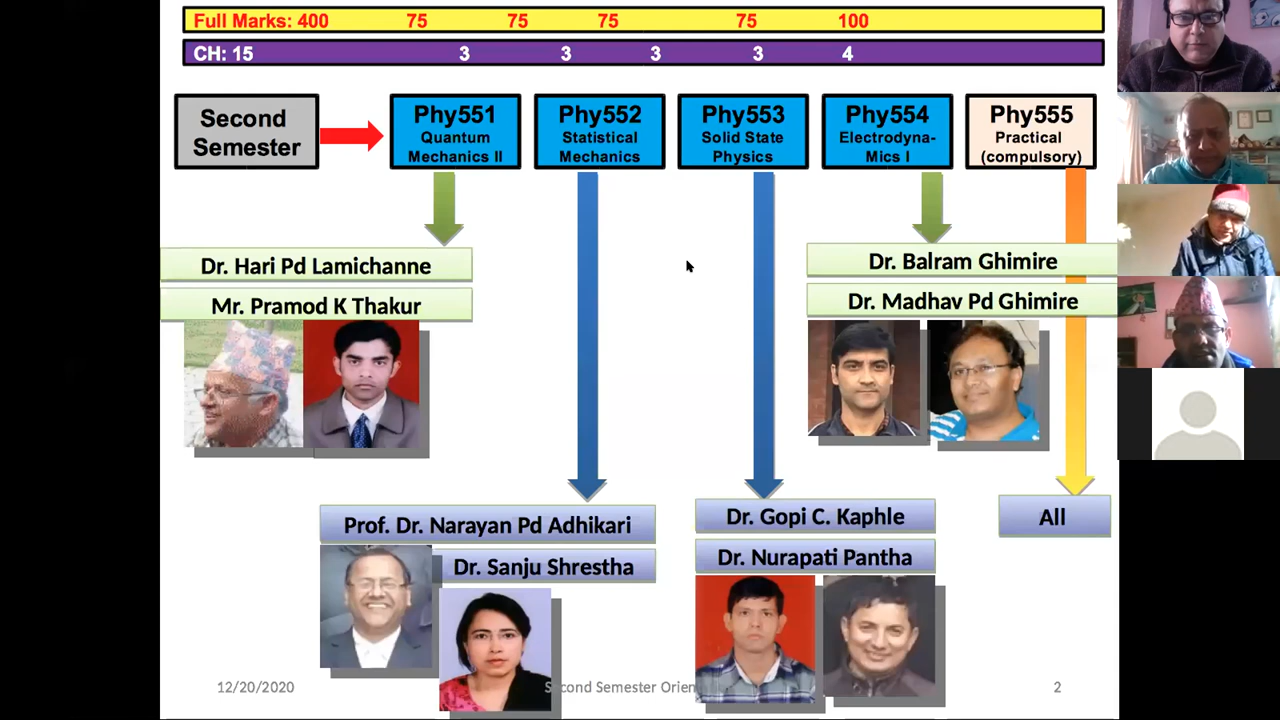 Full Marks: 400 75 75 75 75 100
CH: 15 3 3 3 3 4
Second
Semester
Phy551
Quantum
Mechanics II
Phy552
Statistical
Mechanics
Phy553
Solid State
Physics
Phy554
Electrodyna-
Mics I
Phy555
Practical
(compulsory)
Dr. Hari Pd Lamichanne
Mr. Pramod K Thakur
Dr. Balram Ghimire
Dr. Madhav Pd Ghimire
Prof. Dr. Narayan Pd Adhikari
Dr. Sanju Shrestha
Dr. Gopi C. Kaphle
Dr. Nurapati Pantha
All
12/20/2020
Second Semester Orien
2